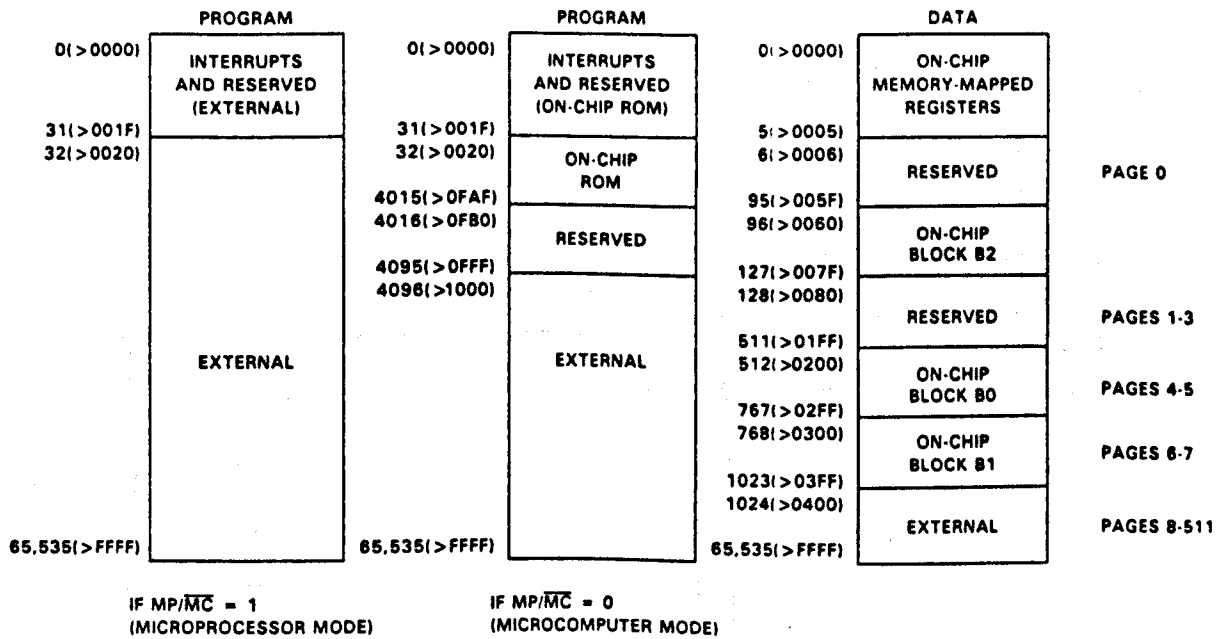 PROGRAM
0(>0000)
INTERRUPTS
AND RESERVED
(EXTERNAL)
31(>001F)
32(>0020)
EXTERNAL
65,535(>FFFF)
IF MP/M̅C̅ = 1
(MICROPROCESSOR MODE)
PROGRAM
0(>0000)
INTERRUPTS
AND RESERVED
(ON-CHIP ROM)
31(>001F)
32(>0020)
ON-CHIP
ROM
4015(>0FAF)
4016(>0FB0)
RESERVED
4095(>0FFF)
4096(>1000)
EXTERNAL
65,535(>FFFF)
IF MP/M̅C̅ = 0
(MICROCOMPUTER MODE)
DATA
0(>0000)
ON-CHIP
MEMORY-MAPPED
REGISTERS
5(>0005)
6(>0006)
RESERVED
PAGE 0
95(>005F)
96(>0060)
ON-CHIP
BLOCK B2
127(>007F)
128(>0080)
RESERVED
PAGES 1-3
511(>01FF)
512(>0200)
ON-CHIP
BLOCK B0
PAGES 4-5
767(>02FF)
768(>0300)
ON-CHIP
BLOCK B1
PAGES 6-7
1023(>03FF)
1024(>0400)
EXTERNAL
PAGES 8-511
65,535(>FFFF)